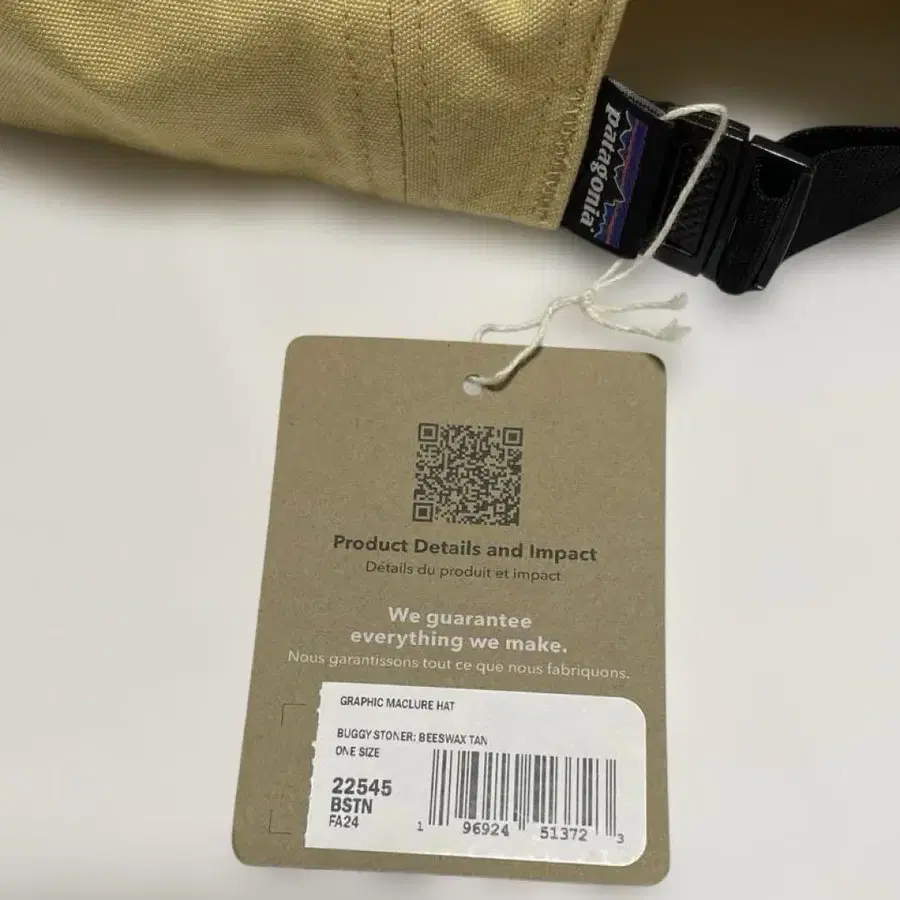 patagonia
Product Details and Impact
Détails du produit et impact
We guarantee
everything we make.
Nous garantissons tout ce que nous fabriquons.
GRAPHIC MACLURE HAT
BUGGY STONER: BEESWAX TAN
ONE SIZE
22545
BSTN
FA24
1 96924 51372 3